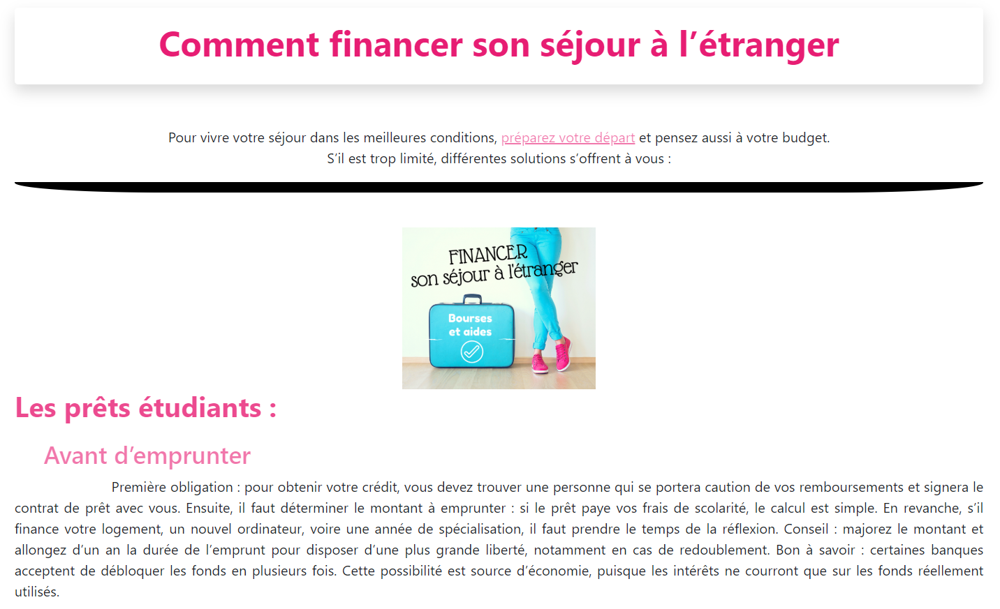 Comment financer son séjour à l’étranger
Pour vivre votre séjour dans les meilleures conditions, préparez votre départ et pensez aussi à votre budget.
S’il est trop limité, différentes solutions s’offrent à vous :
FINANCER
son séjour à l'étranger
Bourses
et aides
Les prêts étudiants :
Avant d’emprunter
Première obligation : pour obtenir votre crédit, vous devez trouver une personne qui se portera caution de vos remboursements et signera le
contrat de prêt avec vous. Ensuite, il faut déterminer le montant à emprunter : si le prêt paye vos frais de scolarité, le calcul est simple. En revanche, s’il
finance votre logement, un nouvel ordinateur, voire une année de spécialisation, il faut prendre le temps de la réflexion. Conseil : majorez le montant et
allongez d’un an la durée de l’emprunt pour disposer d’une plus grande liberté, notamment en cas de redoublement. Bon à savoir : certaines banques
acceptent de débloquer les fonds en plusieurs fois. Cette possibilité est source d’économie, puisque les intérêts ne courront que sur les fonds réellement
utilisés.